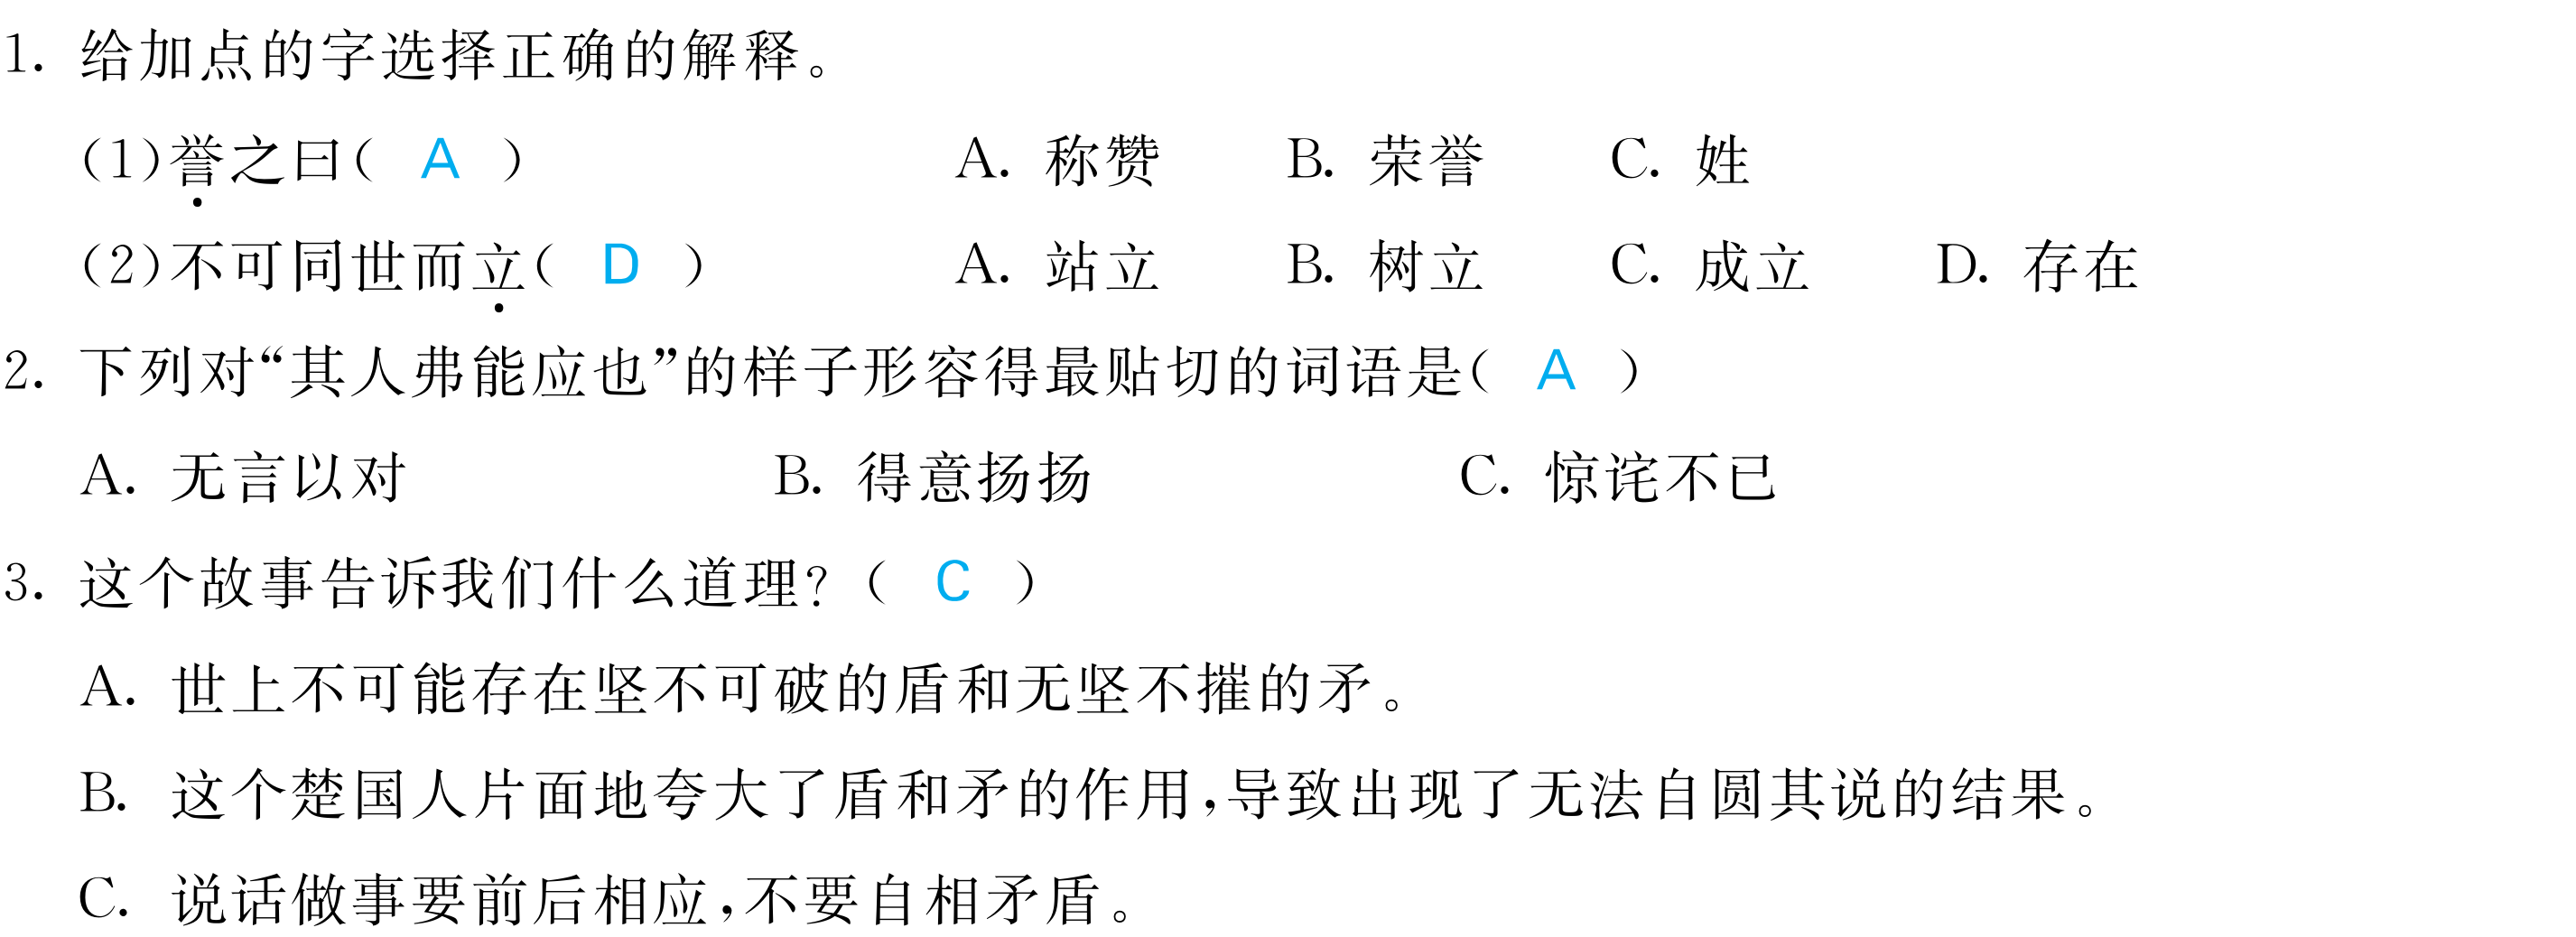 1. 给加点的字选择正确的解释。
(1)誉之曰( A ) A. 称赞 B. 荣誉 C. 姓
(2)不可同世而立( D ) A. 站立 B. 树立 C. 成立 D. 存在
2. 下列对“其人弗能应也”的样子形容得最贴切的词语是( A )
A. 无言以对 B. 得意扬扬 C. 惊诧不已
3. 这个故事告诉我们什么道理?( C )
A. 世上不可能存在坚不可破的盾和无坚不摧的矛。
B. 这个楚国人片面地夸大了盾和矛的作用,导致出现了无法自圆其说的结果。
C. 说话做事要前后相应,不要自相矛盾。